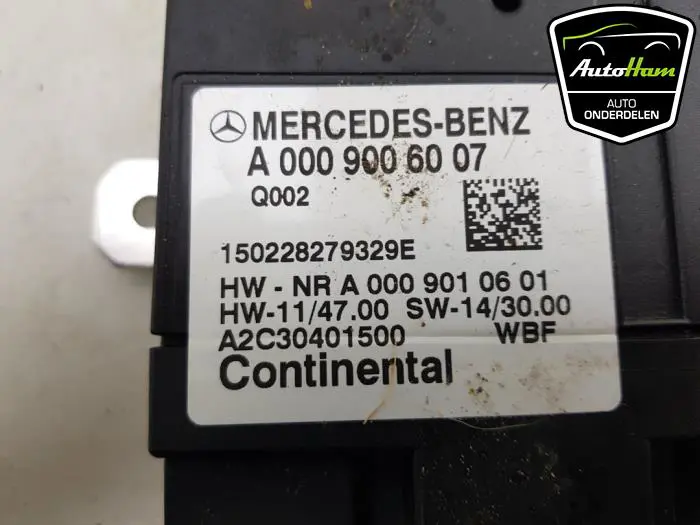 AutoHam
AUTO
ONDERDELEN
MERCEDES-BENZ
A 000 900 60 07
Q002
150228279329E
HW - NR A 000 901 06 01
HW-11/47.00 SW-14/30.00
A2C30401500 WBF
Continental